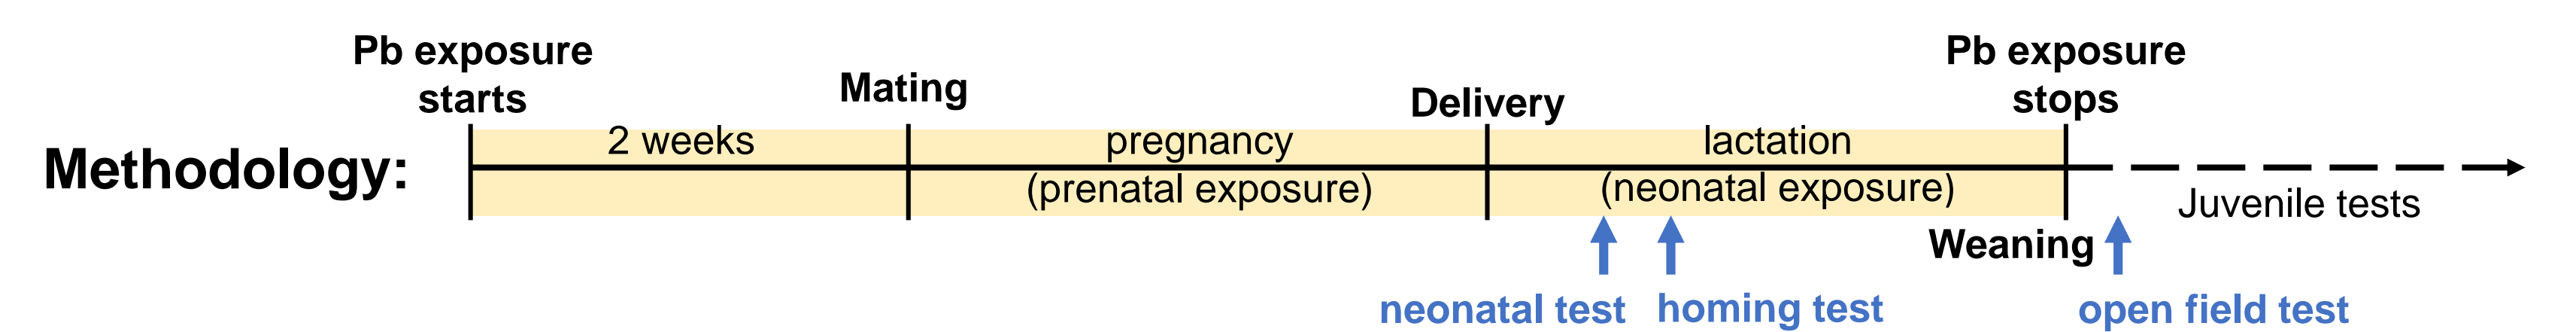 Pb exposure
starts
Mating
Delivery
Pb exposure
stops
Methodology:
2 weeks
pregnancy
(prenatal exposure)
lactation
(neonatal exposure)
Juvenile tests
Weaning
neonatal test
homing test
open field test